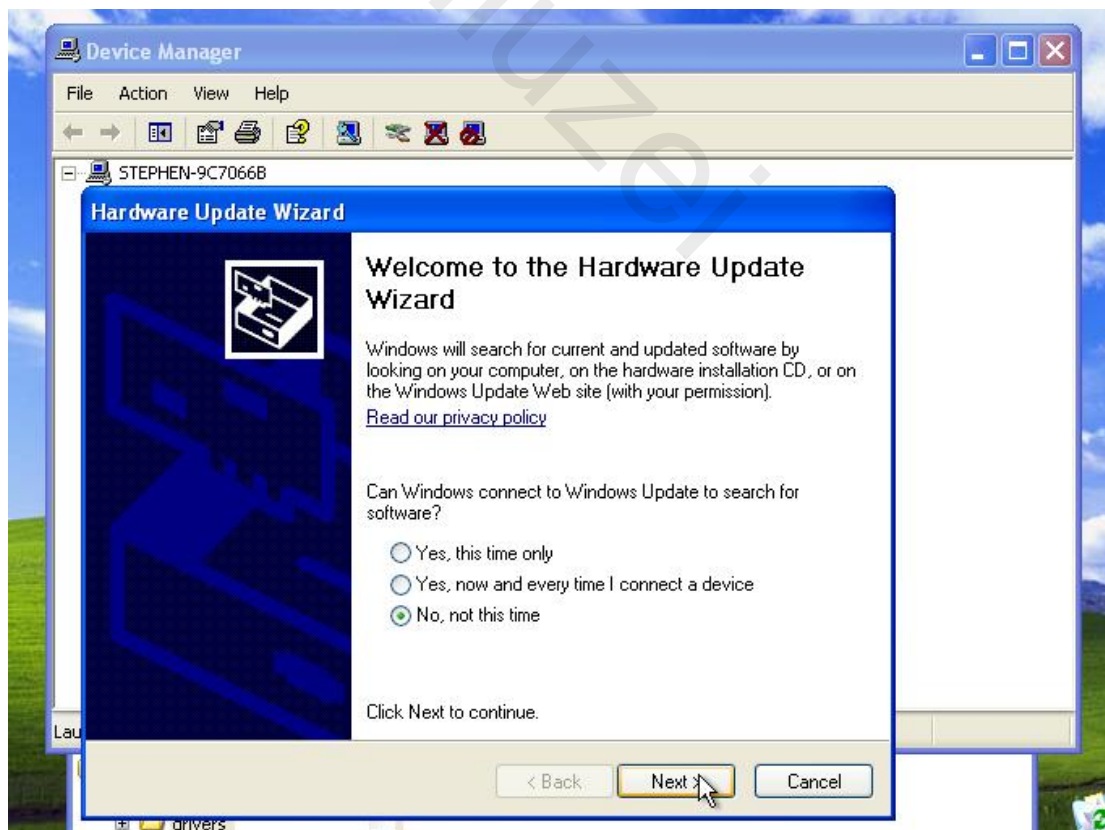 muzei
Device Manager
File Action View Help
STEPHEN-9C7066B
Hardware Update Wizard
Welcome to the Hardware Update
Wizard
Windows will search for current and updated software by
looking on your computer, on the hardware installation CD, or on
the Windows Update Web site (with your permission).
Read our privacy policy
Can Windows connect to Windows Update to search for
software?
Yes, this time only
Yes, now and every time I connect a device
No, not this time
Click Next to continue.
Lau
< Back Next > Cancel
drivers